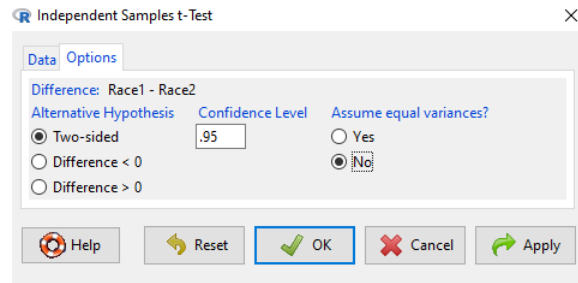 Independent Samples t-Test
Data Options
Difference: Race1 - Race2
Alternative Hypothesis Confidence Level Assume equal variances?
Two-sided .95 Yes
Difference < 0 No
Difference > 0
Help Reset OK Cancel Apply